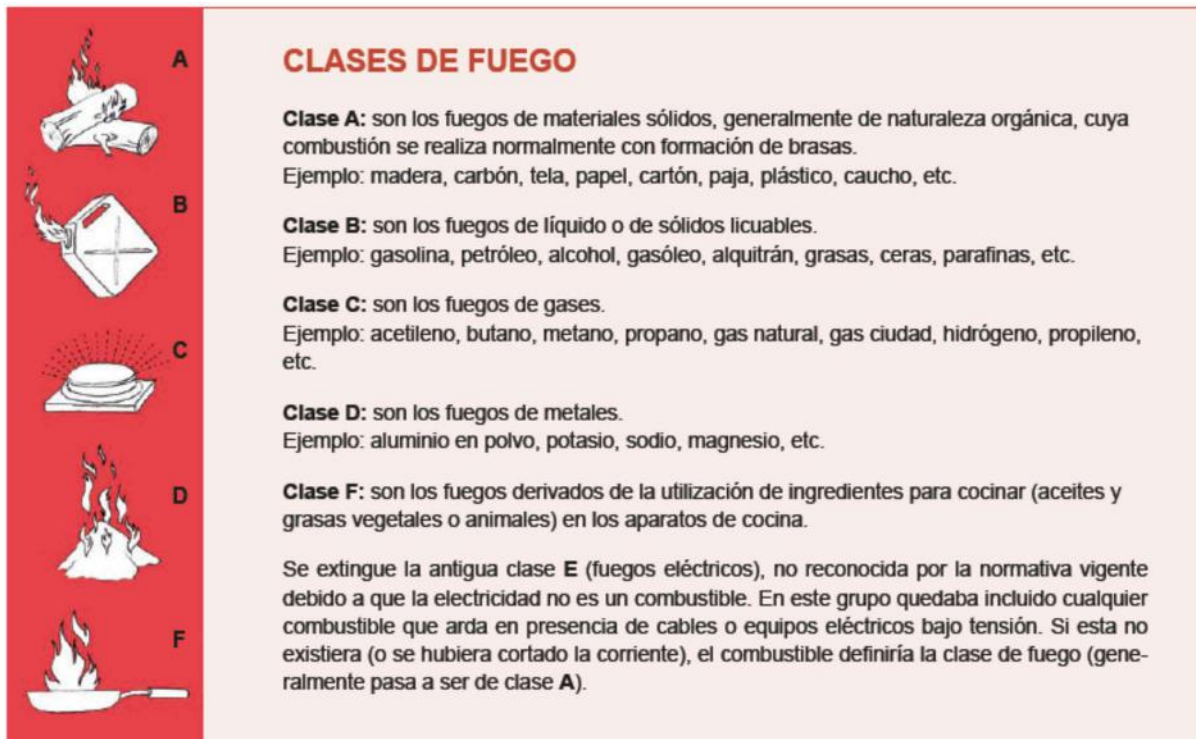 A
B
C
D
F
CLASES DE FUEGO
Clase A: son los fuegos de materiales sólidos, generalmente de naturaleza orgánica, cuya
combustión se realiza normalmente con formación de brasas.
Ejemplo: madera, carbón, tela, papel, cartón, paja, plástico, caucho, etc.
Clase B: son los fuegos de líquido o de sólidos licuables.
Ejemplo: gasolina, petróleo, alcohol, gasóleo, alquitrán, grasas, ceras, parafinas, etc.
Clase C: son los fuegos de gases.
Ejemplo: acetileno, butano, metano, propano, gas natural, gas ciudad, hidrógeno, propileno,
etc.
Clase D: son los fuegos de metales.
Ejemplo: aluminio en polvo, potasio, sodio, magnesio, etc.
Clase F: son los fuegos derivados de la utilización de ingredientes para cocinar (aceites y
grasas vegetales o animales) en los aparatos de cocina.
Se extingue la antigua clase E (fuegos eléctricos), no reconocida por la normativa vigente
debido a que la electricidad no es un combustible. En este grupo quedaba incluido cualquier
combustible que arda en presencia de cables o equipos eléctricos bajo tensión. Si esta no
existiera (o se hubiera cortado la corriente), el combustible definiría la clase de fuego (gene-
ralmente pasa a ser de clase A).